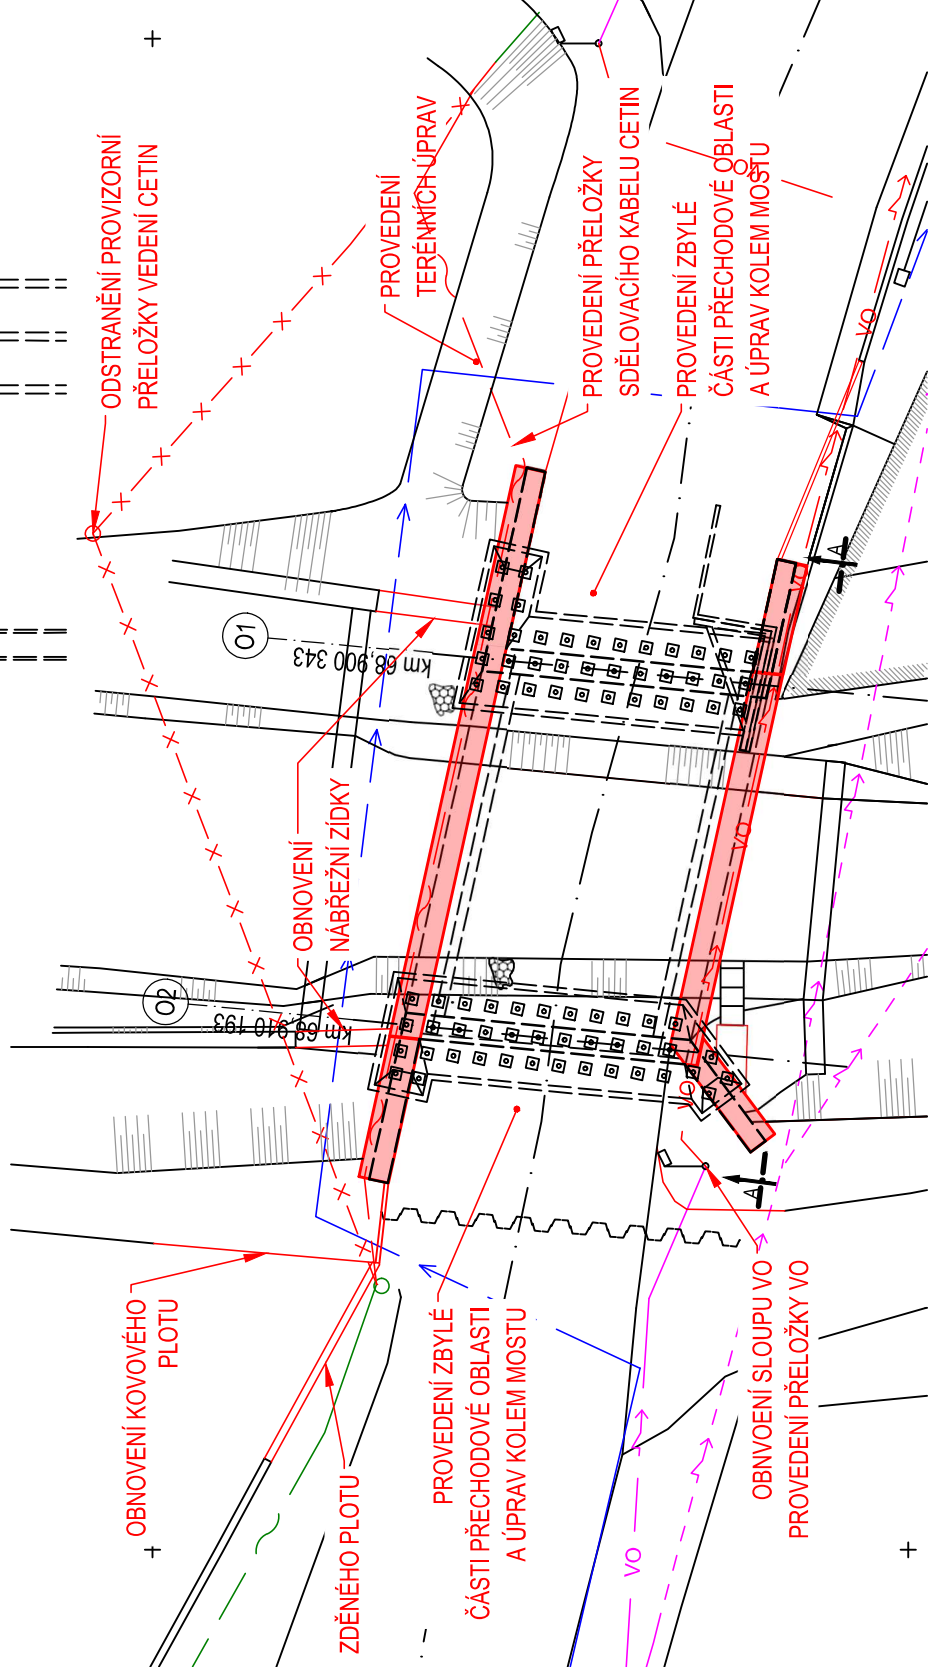 ODSTRANĚNÍ PROVIZORNÍ
PŘELOŽKY VEDENÍ CETIN
PROVEDENÍ
TERÉNNÍCH ÚPRAV
PROVEDENÍ PŘELOŽKY
SDĚLOVACÍHO KABELU CETIN
PROVEDENÍ ZBYLÉ
ČÁSTI PŘECHODOVÉ OBLASTI
A ÚPRAV KOLEM MOSTU
OBNOVENÍ
NÁBŘEŽNÍ ZÍDKY
O1
km 68,900 343
O2
km 68,910 193
OBNOVENÍ KOVOVÉHO
PLOTU
ZDĚNÉHO PLOTU
PROVEDENÍ ZBYLÉ
ČÁSTI PŘECHODOVÉ OBLASTI
A ÚPRAV KOLEM MOSTU
OBNVOENÍ SLOUPU VO
PROVEDENÍ PŘELOŽKY VO
VO
VO
VO
VO
A
A